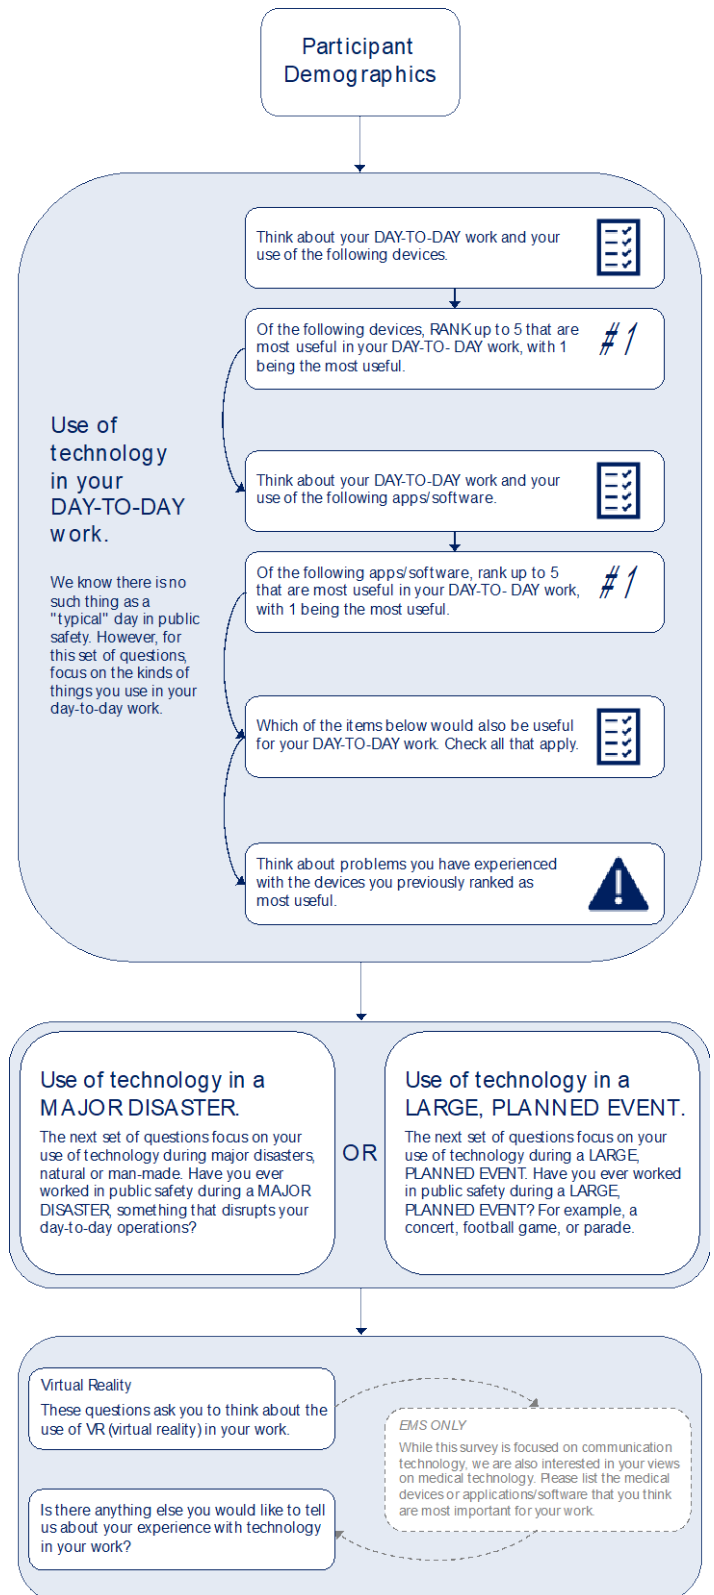 Participant
Demographics
Think about your DAY-TO-DAY work and your
use of the following devices.
Of the following devices, RANK up to 5 that are
most useful in your DAY-TO- DAY work, with 1
being the most useful.
#1
Use of
technology
in your
DAY-TO-DAY
work.
We know there is no
such thing as a
"typical" day in public
safety. However, for
this set of questions,
focus on the kinds of
things you use in your
day-to-day work.
Think about your DAY-TO-DAY work and your
use of the following apps/software.
Of the following apps/software, rank up to 5
that are most useful in your DAY-TO- DAY work,
with 1 being the most useful.
#1
Which of the items below would also be useful
for your DAY-TO-DAY work. Check all that apply.
Think about problems you have experienced
with the devices you previously ranked as
most useful.
Use of technology in a
MAJOR DISASTER.
The next set of questions focus on your
use of technology during major disasters,
natural or man-made. Have you ever
worked in public safety during a MAJOR
DISASTER, something that disrupts your
day-to-day operations?
OR
Use of technology in a
LARGE, PLANNED EVENT.
The next set of questions focus on your
use of technology during a LARGE,
PLANNED EVENT. Have you ever worked
in public safety during a LARGE,
PLANNED EVENT? For example, a
concert, football game, or parade.
Virtual Reality
These questions ask you to think about the
use of VR (virtual reality) in your work.
EMS ONLY
While this survey is focused on communication
technology, we are also interested in your views
on medical technology. Please list the medical
devices or applications/software that you think
are most important for your work.
Is there anything else you would like to tell
us about your experience with technology
in your work?